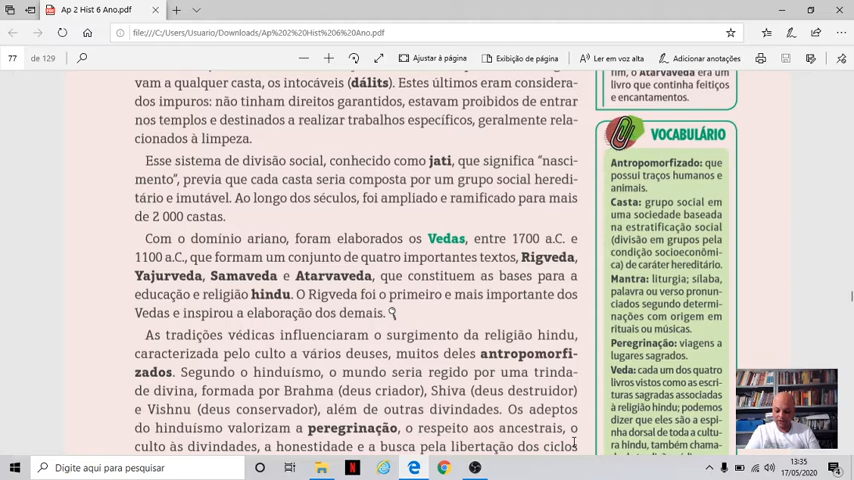 Ap 2 Hist 6 Ano.pdf
file:///C:/Users/Usuario/Downloads/Ap%202%20Hist%206%20Ano.pdf
77 de 129
Ajustar à página
Exibição de página
Ler em voz alta
Adicionar anotações
vam a qualquer casta, os intocáveis (dálits). Estes últimos eram considera-
dos impuros: não tinham direitos garantidos, estavam proibidos de entrar
nos templos e destinados a realizar trabalhos específicos, geralmente rela-
cionados à limpeza.
Esse sistema de divisão social, conhecido como jati, que significa "nasci-
mento", previa que cada casta seria composta por um grupo social heredi-
tário e imutável. Ao longo dos séculos, foi ampliado e ramificado para mais
de 2 000 castas.
Com o domínio ariano, foram elaborados os Vedas, entre 1700 a.C. e
1100 a.C., que formam um conjunto de quatro importantes textos, Rigveda,
Yajurveda, Samaveda e Atarvaveda, que constituem as bases para a
educação e religião hindu. O Rigveda foi o primeiro e mais importante dos
Vedas e inspirou a elaboração dos demais.
As tradições védicas influenciaram o surgimento da religião hindu,
caracterizada pelo culto a vários deuses, muitos deles antropomorfi-
zados. Segundo o hinduísmo, o mundo seria regido por uma trinda-
de divina, formada por Brahma (deus criador), Shiva (deus destruidor)
e Vishnu (deus conservador), além de outras divindades. Os adeptos
do hinduísmo valorizam a peregrinação, o respeito aos ancestrais, o
culto às divindades, a honestidade e a busca pela libertação dos ciclos
fim, o Atarvaveda era um
livro que continha feitiços
e encantamentos.
VOCABULÁRIO
Antropomorfizado: que
possui traços humanos e
animais.
Casta: grupo social em
uma sociedade baseada
na estratificação social
(divisão em grupos pela
condição socioeconômi-
ca) de caráter hereditário.
Mantra: liturgia; sílaba,
palavra ou verso pronun-
ciados segundo determi-
nações com origem em
rituais ou músicas.
Peregrinação: viagens a
lugares sagrados.
Veda: cada um dos quatro
livros vistos como as escri-
turas sagradas associadas
à religião hindu; podemos
dizer que eles são a espi-
nha dorsal de toda a cultu-
ra hindu, também chama-
Digite aqui para pesquisar
13:35
17/05/2020